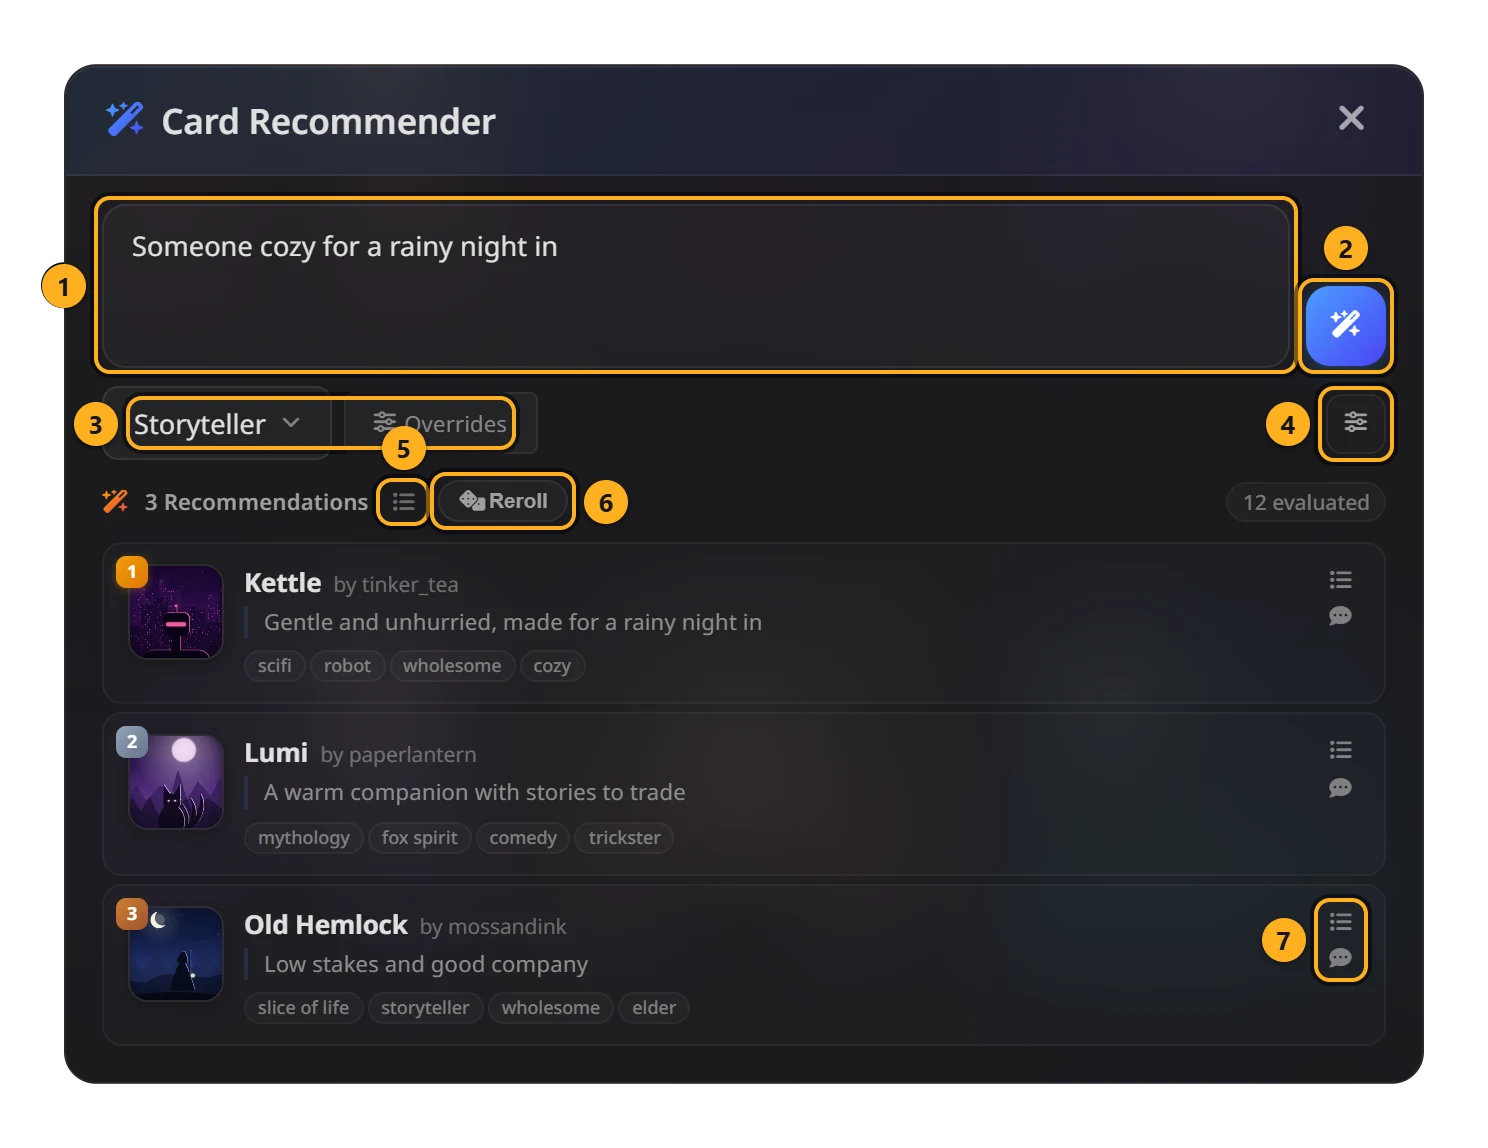 Card Recommender
Someone cozy for a rainy night in
1
2
3
Storyteller
Overrides
4
5
3 Recommendations
Reroll
6
12 evaluated
1
Kettle by tinker_tea
Gentle and unhurried, made for a rainy night in
scifi robot wholesome cozy
2
Lumi by paperlantern
A warm companion with stories to trade
mythology fox spirit comedy trickster
3
Old Hemlock by mossandink
Low stakes and good company
7
slice of life storyteller wholesome elder